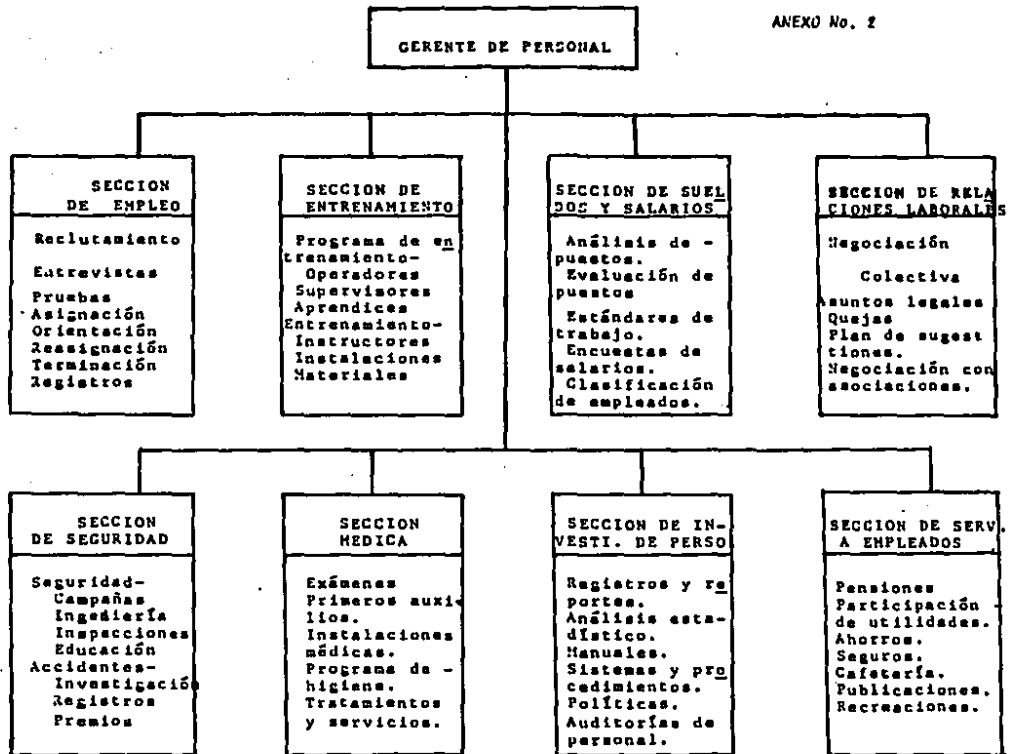 ANEXO No. 2
GERENTE DE PERSONAL
SECCION
DE EMPLEO
Reclutamiento
Entrevistas
Pruebas
Asignación
Orientación
Reasignación
Terminación
Registros
SECCION DE
ENTRENAMIENTO
Programa de en
trenamiento-
Operadores
Supervisores
Aprendices
Entrenamiento-
Instructores
Instalaciones
Materiales
SECCION DE SUEL
DOS Y SALARIOS
Análisis de -
puestos.
Evaluación de
puestos
Estándares de
trabajo.
Encuestas de
salarios.
Clasificación
de empleados.
SECCION DE RELA
CIONES LABORALES
Negociación
Colectiva
Asuntos legales
Quejas
Plan de sugest
tiones.
Negociación con
asociaciones.
SECCION
DE SEGURIDAD
Seguridad-
Campañas
Ingeniería
Inspecciones
Educación
Accidentes-
Investigació
Registros
Premios
SECCION
MEDICA
Exámenes
Primeros auxi-
lios.
Instalaciones
médicas.
Programa de -
higiene.
Tratamientos
y servicios.
SECCION DE IN-
VESTI. DE PERSO
Registros y re
portes.
Análisis esta-
dístico.
Manuales.
Sistemas y pro
cedimientos.
Políticas.
Auditorías de
personal.
SECCION DE SERV.
A EMPLEADOS
Pensiones
Participación -
de utilidades.
Ahorros.
Seguros.
Cafetería.
Publicaciones.
Recreaciones.